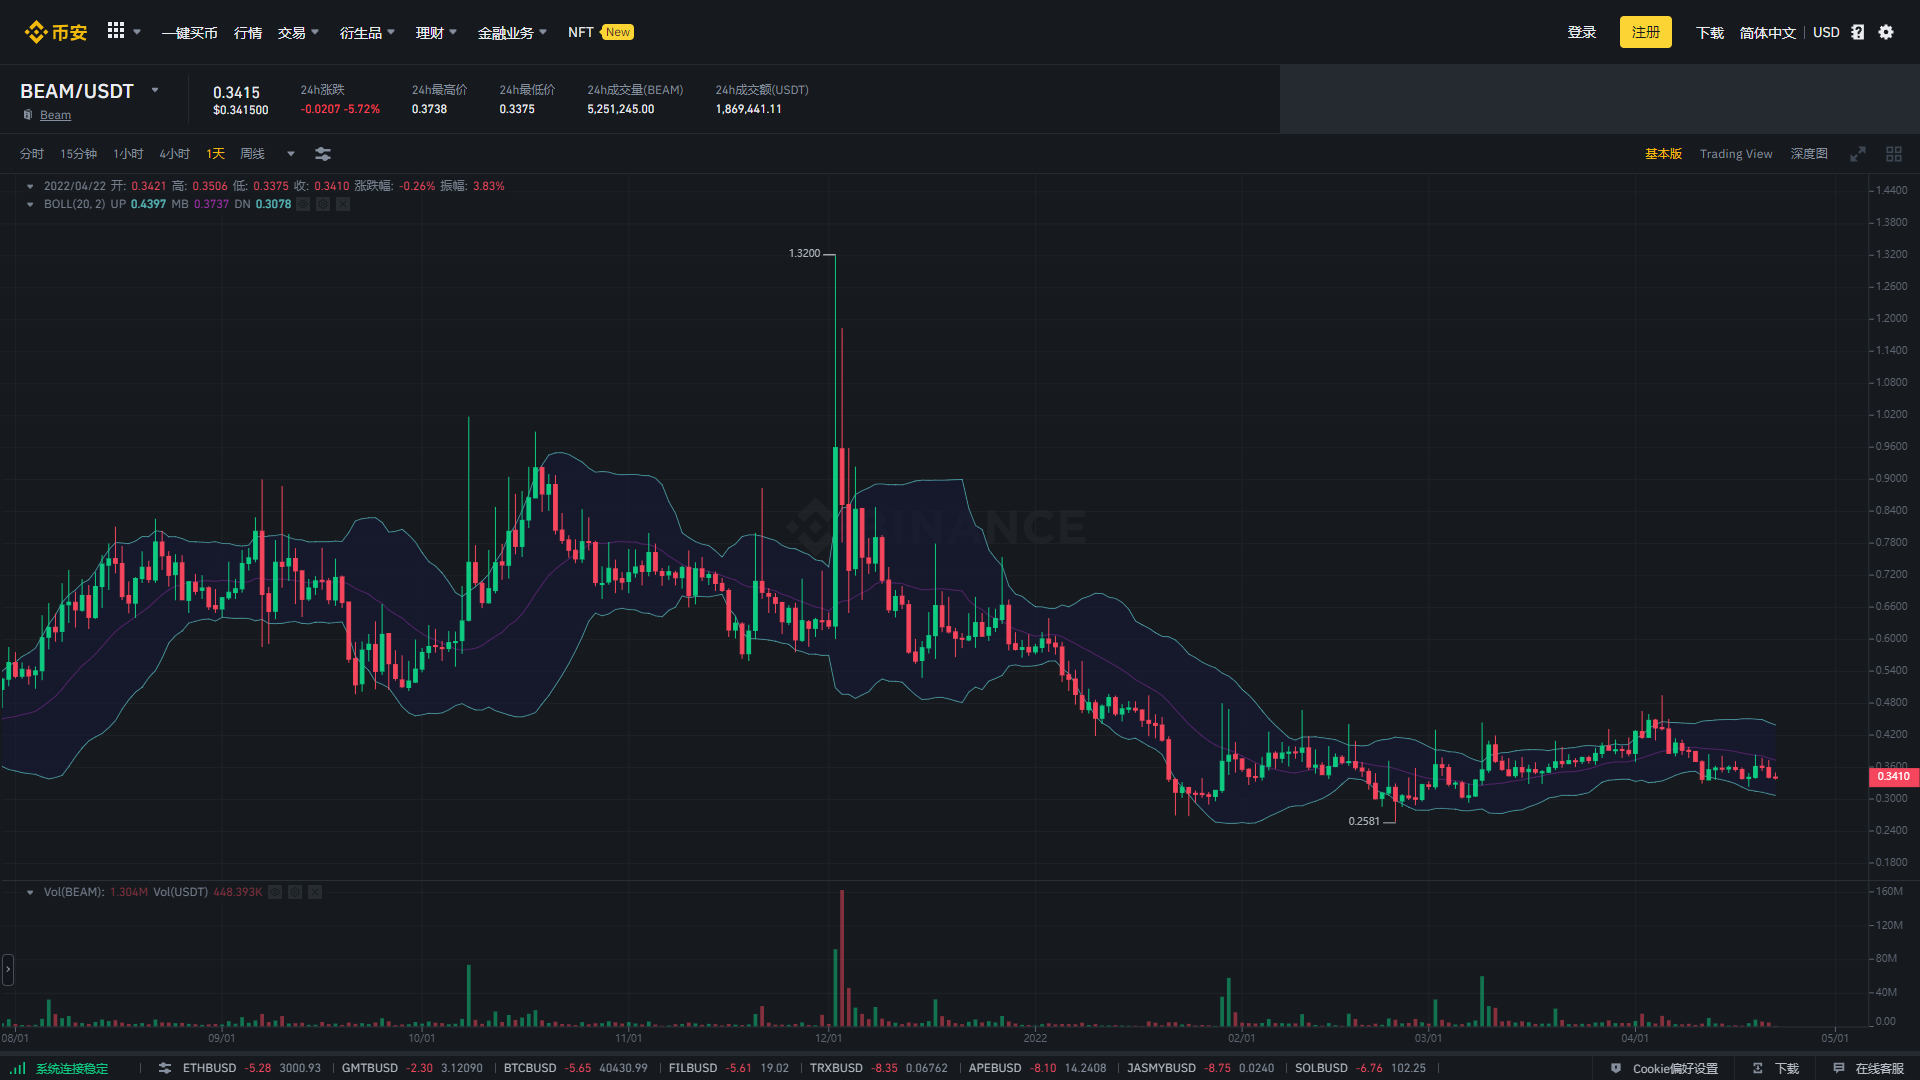 币安 一键买币 行情 交易 衍生品 理财 金融业务 NFT New 登录 注册 下载 简体中文 USD
BEAM/USDT
Beam
0.3415
$0.341500
24h涨跌
-0.0207 -5.72%
24h最高价
0.3738
24h最低价
0.3375
24h成交量(BEAM)
5,251,245.00
24h成交额(USDT)
1,869,441.11
分时 15分钟 1小时 4小时 1天 周线 基本版 Trading View 深度图
2022/04/22 开: 0.3421 高: 0.3506 低: 0.3375 收: 0.3410 涨跌幅: -0.26% 振幅: 3.83%
BOLL(20, 2) UP 0.4397 MB 0.3737 DN 0.3078
1.4400
1.3800
1.3200
1.2600
1.2000
1.1400
1.0800
1.0200
0.9600
0.9000
0.8400
0.7800
0.7200
0.6600
0.6000
0.5400
0.4800
0.4200
0.3600
0.3410
0.3000
0.2400
0.1800
1.3200
BINANCE
0.2581
Vol(BEAM): 1.304M Vol(USDT) 448.393K
160M
120M
80M
40M
0.00
08/01 09/01 10/01 11/01 12/01 2022 02/01 03/01 04/01 05/01
系统连接稳定 ETHBUSD -5.28 3000.93 GMTBUSD -2.30 3.12090 BTCBUSD -5.65 40430.99 FILBUSD -5.61 19.02 TRXBUSD -8.35 0.06762 APEBUSD -8.10 14.2408 JASMYBUSD -8.75 0.0240 SOLBUSD -6.76 102.25 Cookie偏好设置 下载 在线客服